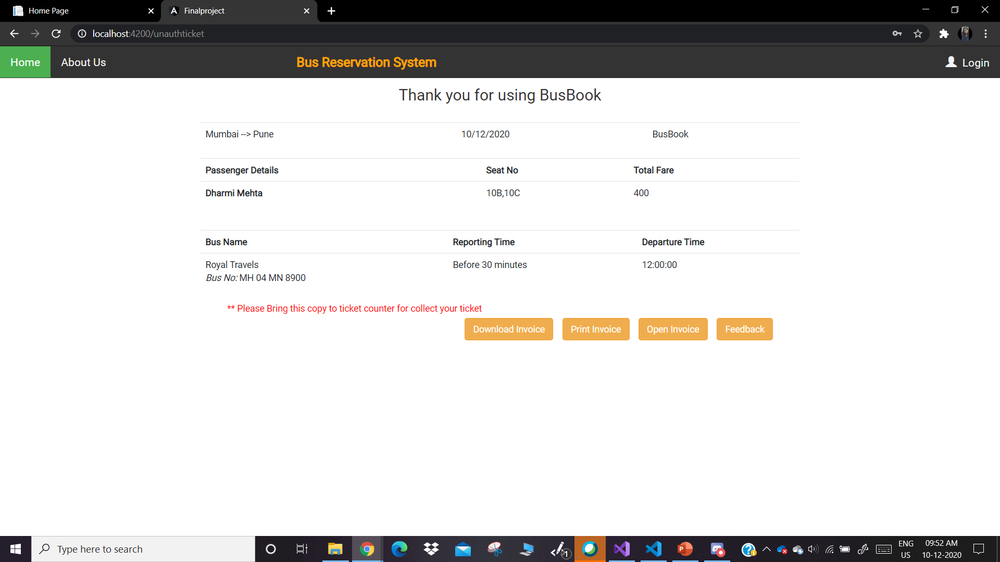 Home Page
Finalproject
localhost:4200/unauthticket
Home About Us Bus Reservation System Login
Thank you for using BusBook
Mumbai --> Pune 10/12/2020 BusBook
Passenger Details Seat No Total Fare
Dharmi Mehta 10B,10C 400
Bus Name Reporting Time Departure Time
Royal Travels Before 30 minutes 12:00:00
Bus No: MH 04 MN 8900
** Please Bring this copy to ticket counter for collect your ticket
Download Invoice Print Invoice Open Invoice Feedback
Type here to search
1
ENG
US
09:52 AM
10-12-2020